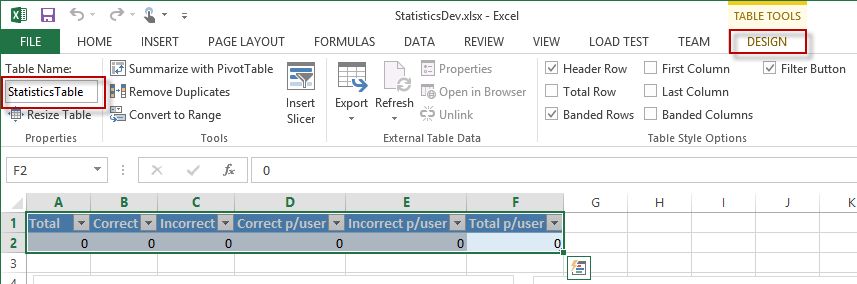 StatisticsDev.xlsx - Excel
TABLE TOOLS
FILE HOME INSERT PAGE LAYOUT FORMULAS DATA REVIEW VIEW LOAD TEST TEAM DESIGN
Table Name: Summarize with PivotTable Properties Header Row First Column Filter Button
StatisticsTable Remove Duplicates Insert Slicer Export Refresh Open in Browser Total Row Last Column
Resize Table Convert to Range Unlink Banded Rows Banded Columns
Properties Tools External Table Data Table Style Options
F2 fx 0
A B C D E F G H I J K
1 Total Correct Incorrect Correct p/user Incorrect p/user Total p/user
2 0 0 0 0 0 0
3
4